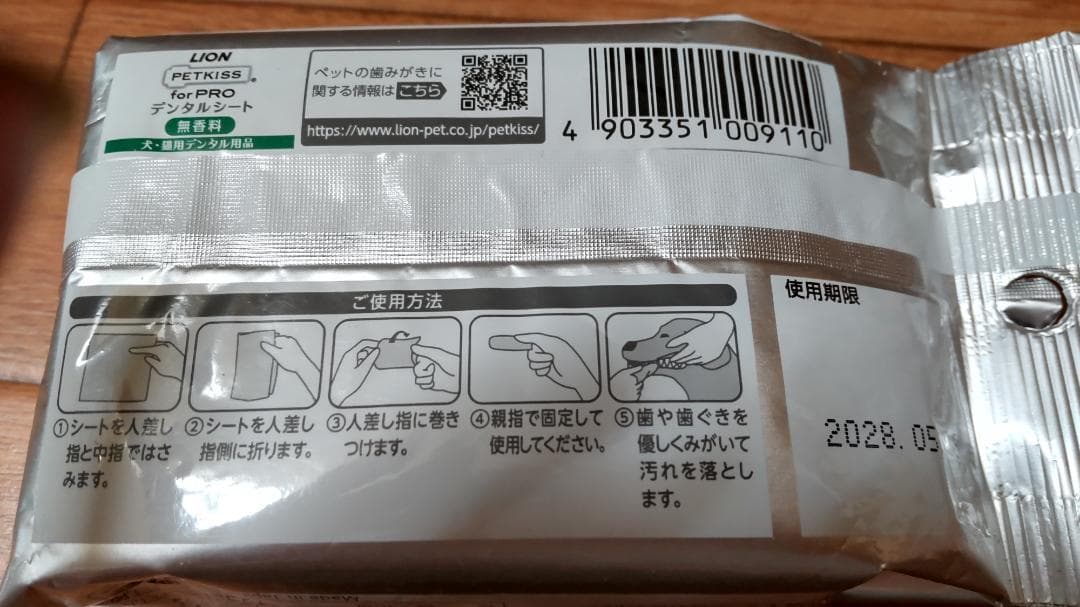 LION
PETKISS®
for PRO
デンタルシート
無香料
犬・猫用デンタル用品
ペットの歯みがきに
関する情報は こちら
https://www.lion-pet.co.jp/petkiss/
4 903351 009110
ご使用方法
①シートを人差し
指と中指ではさ
みます。
②シートを人差し
指側に折ります。
③人差し指に巻き
つけます。
④親指で固定して
使用してください。
⑤歯や歯ぐきを
優しくみがいて
汚れを落とし
ます。
使用期限
2028.05